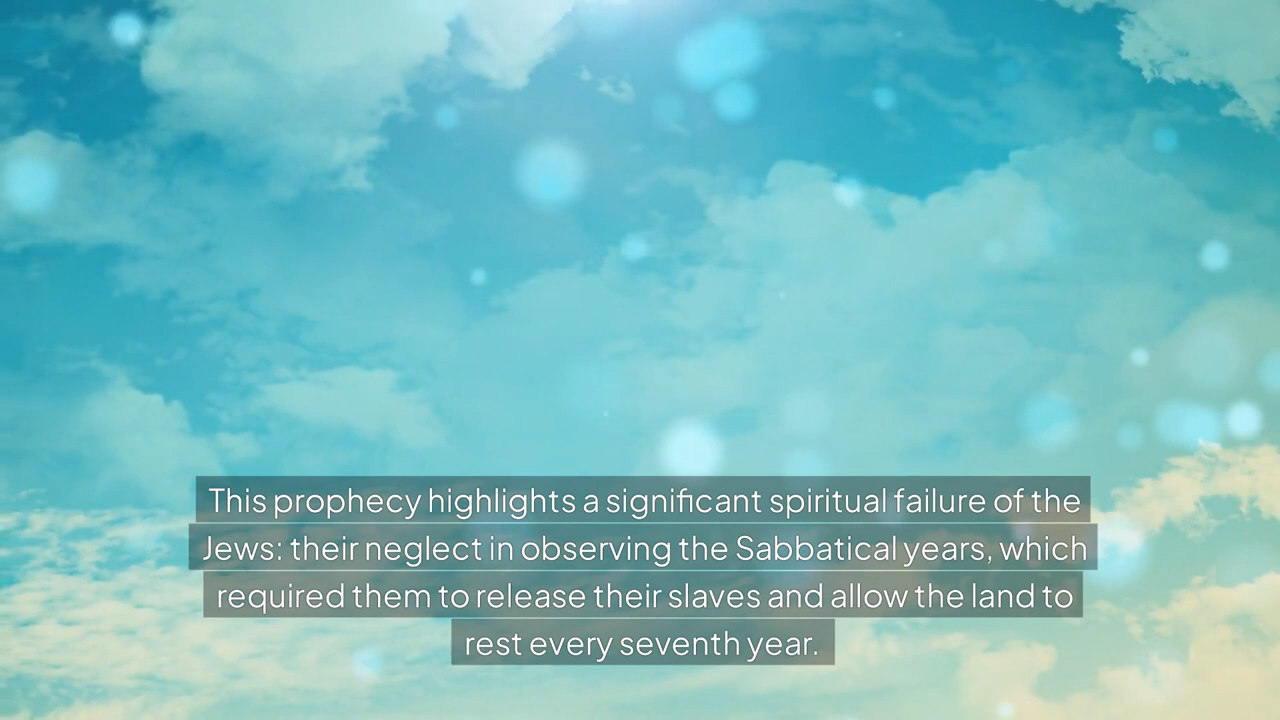 This prophecy highlights a significant spiritual failure of the
Jews: their neglect in observing the Sabbatical years, which
required them to release their slaves and allow the land to
rest every seventh year.